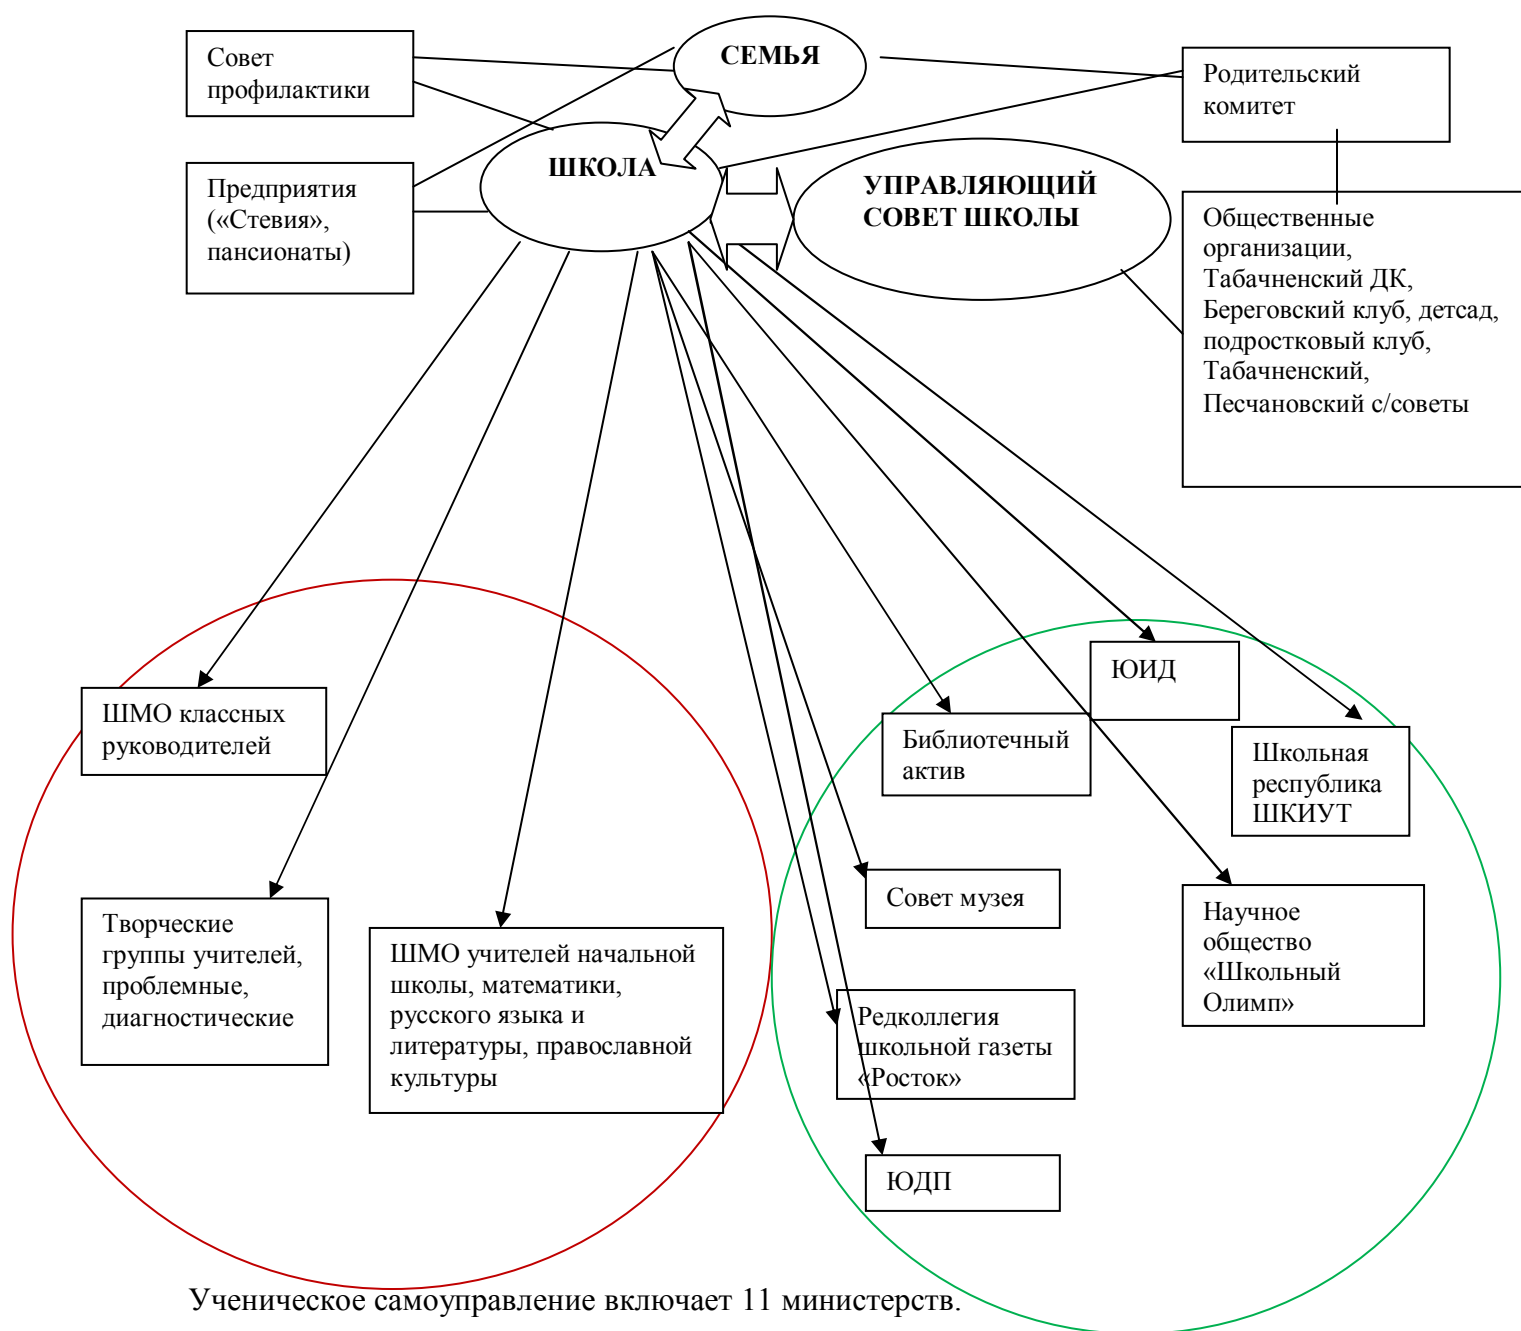 Совет
профилактики
СЕМЬЯ
Родительский
комитет
ШКОЛА
Предприятия
(«Стевия»,
пансионаты)
УПРАВЛЯЮЩИЙ
СОВЕТ ШКОЛЫ
Общественные
организации,
Табачненский ДК,
Береговский клуб, детсад,
подростковый клуб,
Табачненский,
Песчановский с/советы
ШМО классных
руководителей
ЮИД
Библиотечный
актив
Школьная
республика
ШКИУТ
Творческие
группы учителей,
проблемные,
диагностические
ШМО учителей начальной
школы, математики,
русского языка и
литературы, православной
культуры
Совет музея
Научное
общество
«Школьный
Олимп»
Редколлегия
школьной газеты
«Росток»
ЮДП
Ученическое самоуправление включает 11 министерств.